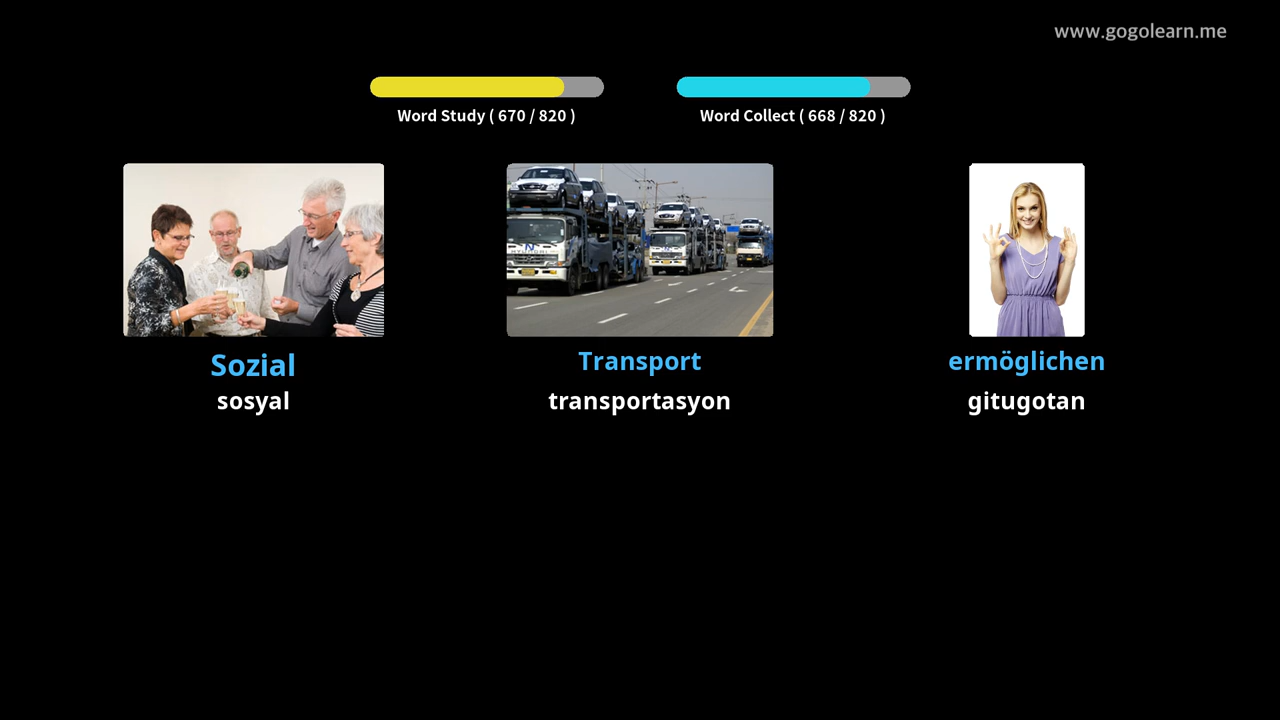 www.gogolearn.me
Word Study ( 670 / 820 )
Word Collect ( 668 / 820 )
Sozial
Transport
ermöglichen
sosyal
transportasyon
gitugotan